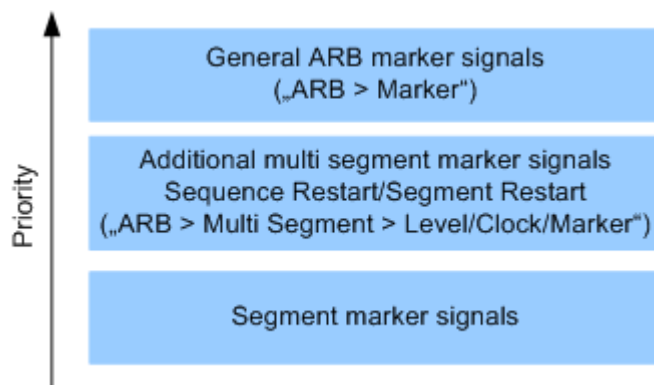 General ARB marker signals
(„ARB > Marker“)
Additional multi segment marker signals
Sequence Restart/Segment Restart
(„ARB > Multi Segment > Level/Clock/Marker“)
Segment marker signals
Priority